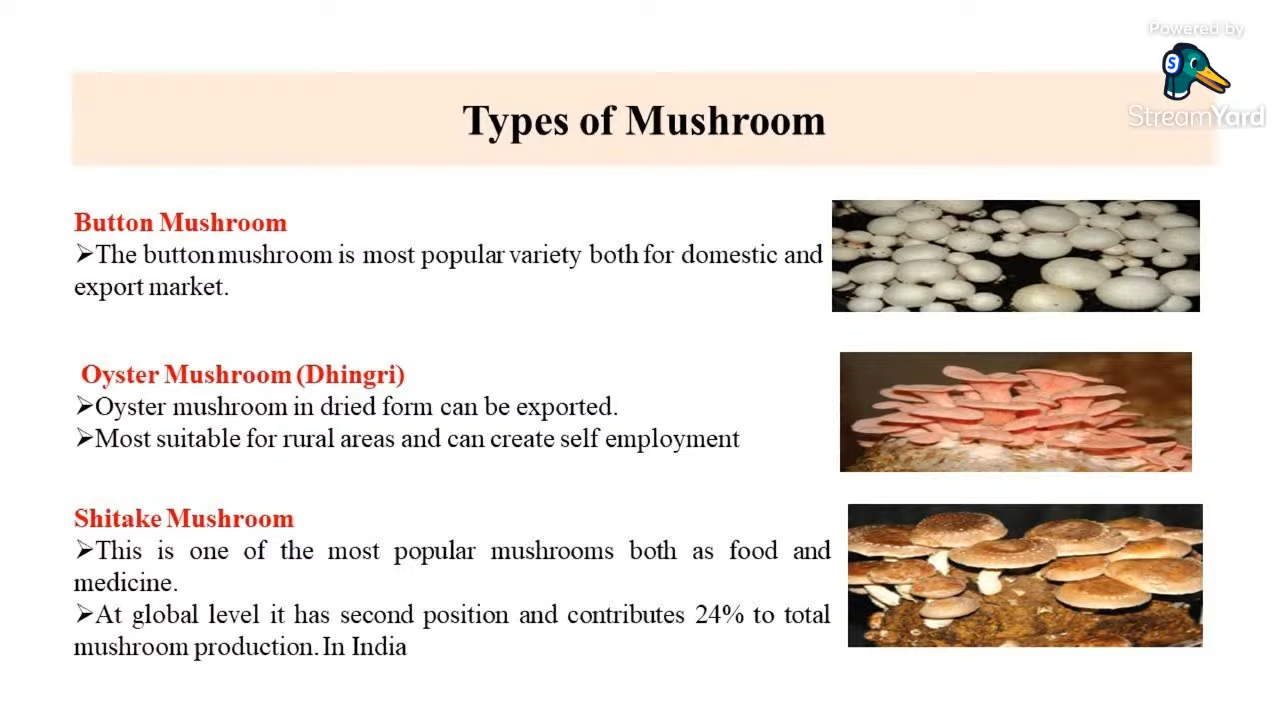 Powered by
StreamYard
Types of Mushroom
Button Mushroom
➢The button mushroom is most popular variety both for domestic and
export market.
Oyster Mushroom (Dhingri)
➢Oyster mushroom in dried form can be exported.
➢Most suitable for rural areas and can create self employment
Shitake Mushroom
➢This is one of the most popular mushrooms both as food and
medicine.
➢At global level it has second position and contributes 24% to total
mushroom production. In India